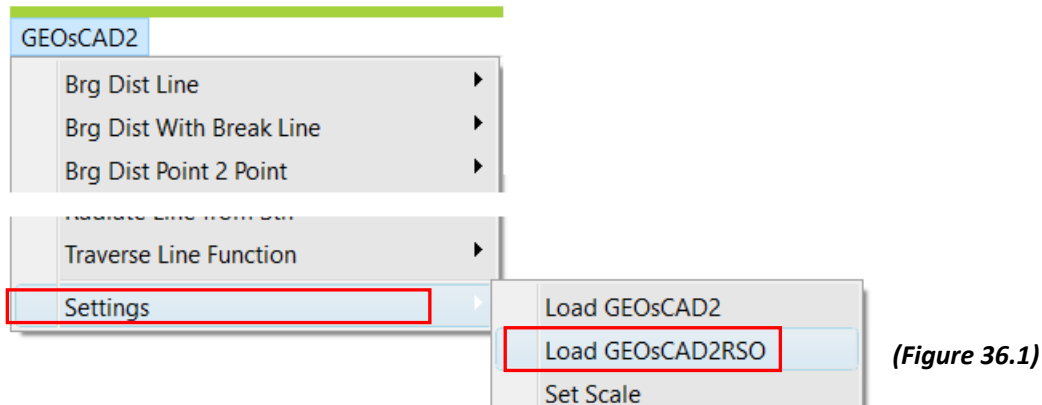 GEOsCAD2
Brg Dist Line
Brg Dist With Break Line
Brg Dist Point 2 Point
Traverse Line Function
Settings
Load GEOsCAD2
Load GEOsCAD2RSO
(Figure 36.1)
Set Scale